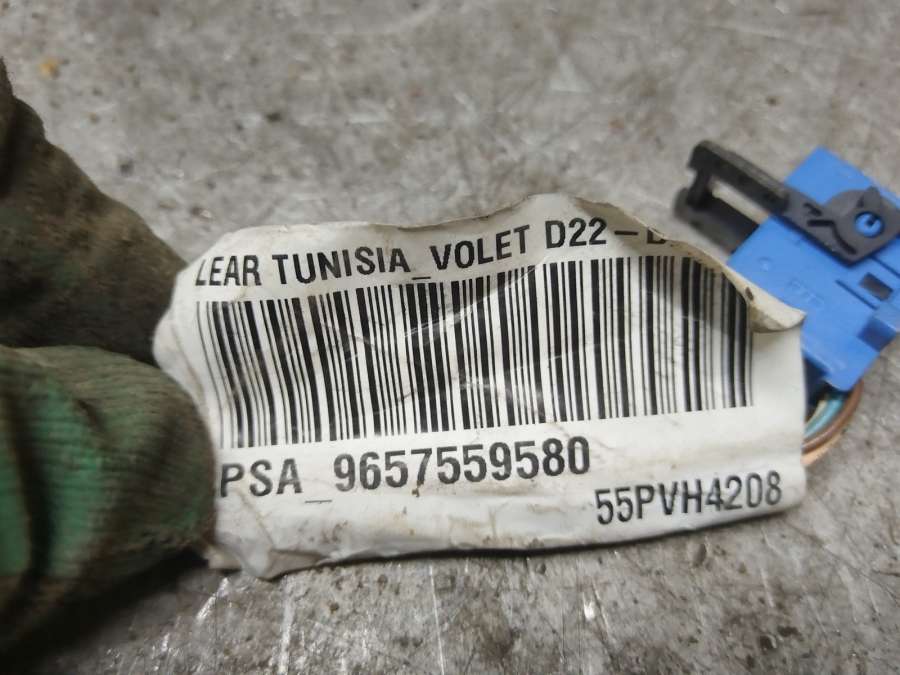 LEAR TUNISIA_VOLET D22-
PSA_9657559580
55PVH4208